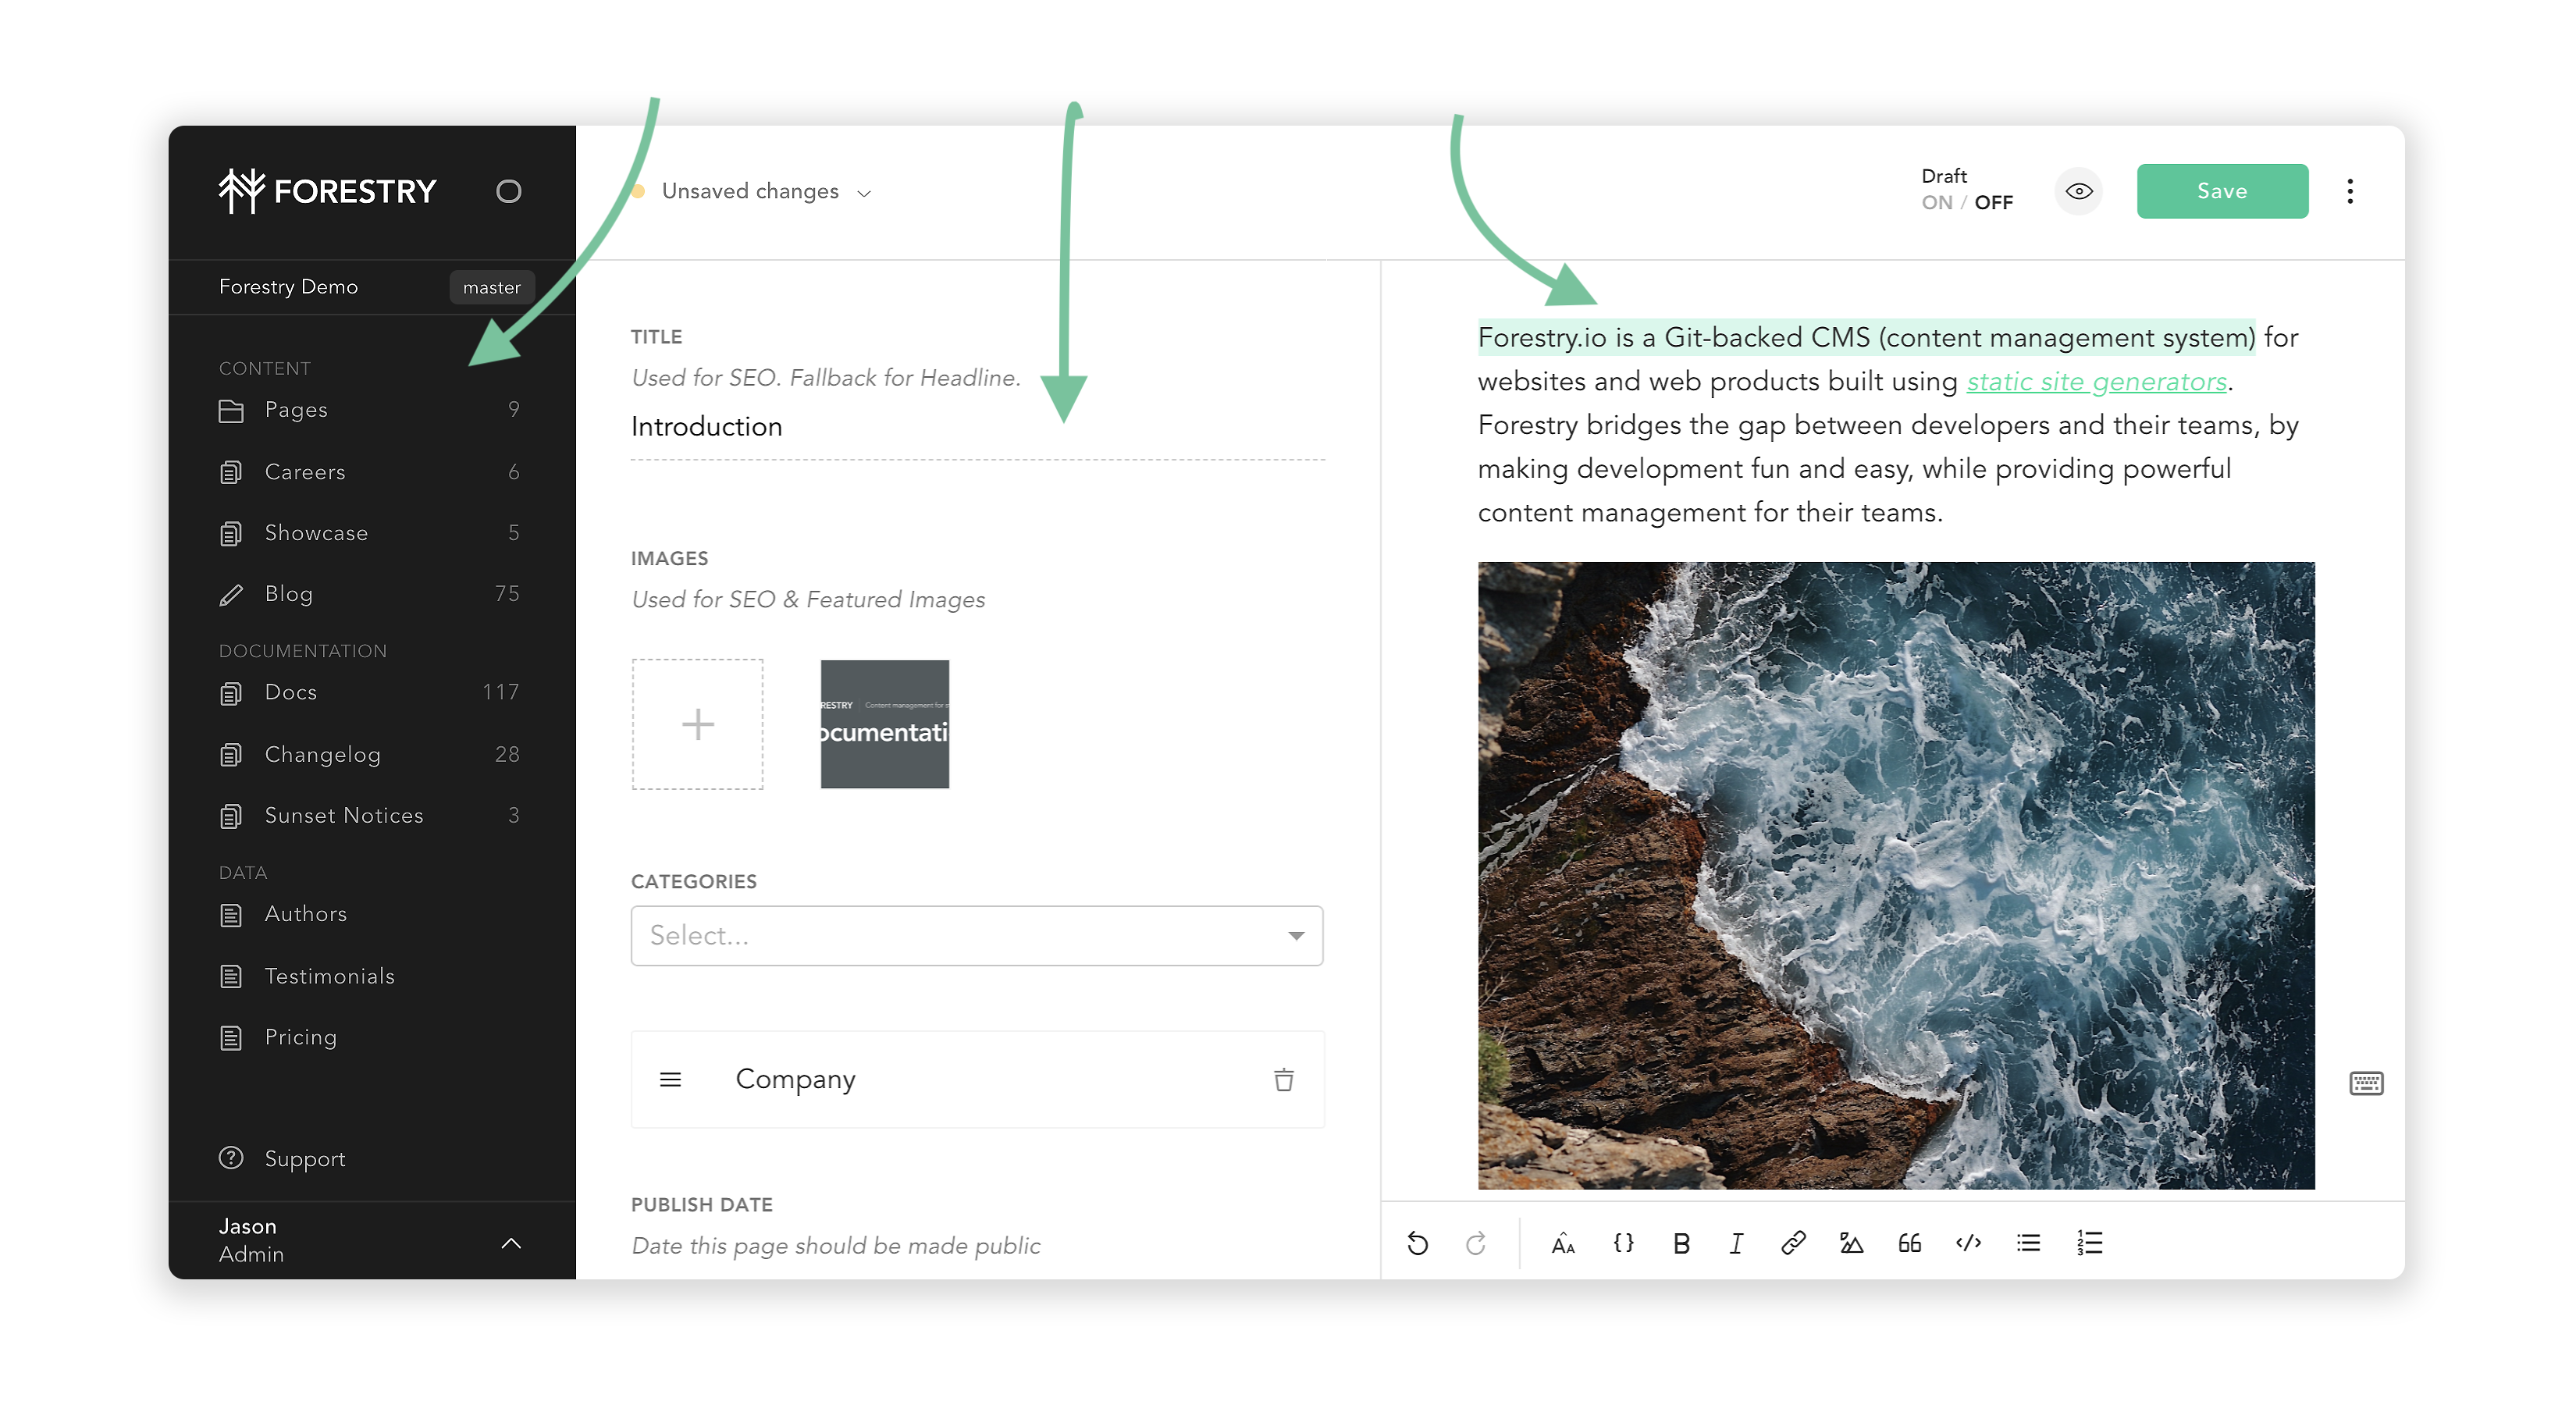 FORESTRY
Forestry Demo master
CONTENT
Pages 9
Careers 6
Showcase 5
Blog 75
DOCUMENTATION
Docs 117
Changelog 28
Sunset Notices 3
DATA
Authors
Testimonials
Pricing
Support
Jason
Admin
Unsaved changes
Draft
ON / OFF
Save
TITLE
Used for SEO. Fallback for Headline.
Introduction
IMAGES
Used for SEO & Featured Images
RESTRY Content management for
ocumentati
CATEGORIES
Select...
Company
PUBLISH DATE
Date this page should be made public
Forestry.io is a Git-backed CMS (content management system) for
websites and web products built using static site generators.
Forestry bridges the gap between developers and their teams, by
making development fun and easy, while providing powerful
content management for their teams.